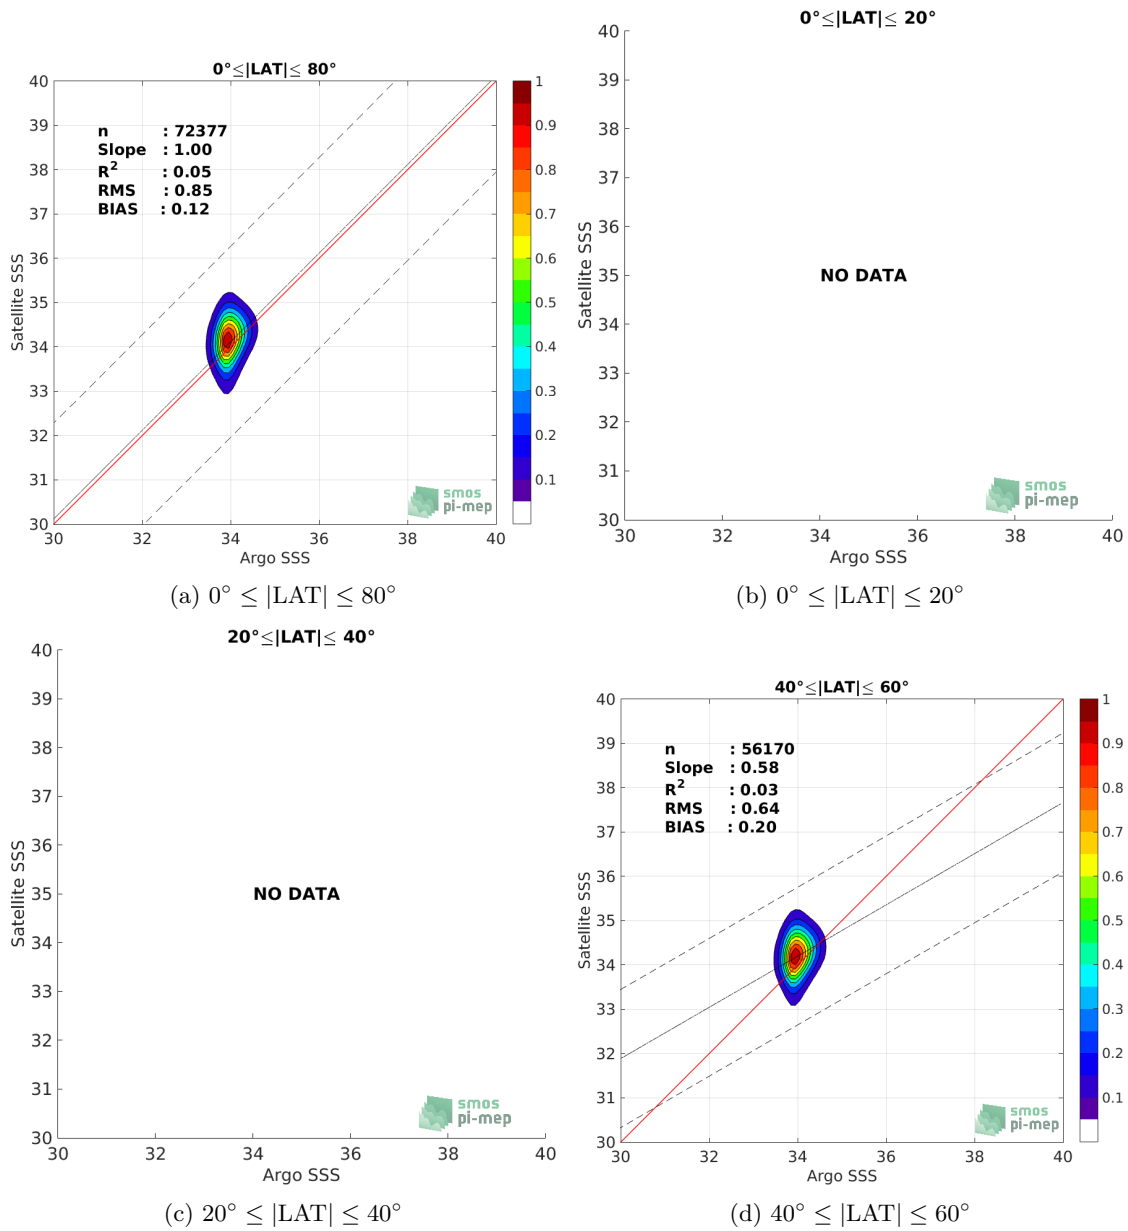 0°≤|LAT|≤ 80°
40
39
38
37
36
35
34
33
32
31
30
30 32 34 36 38 40
Satellite SSS
Argo SSS
n : 72377
Slope : 1.00
R² : 0.05
RMS : 0.85
BIAS : 0.12
1
0.9
0.8
0.7
0.6
0.5
0.4
0.3
0.2
0.1
smos
pi-mep
(a) 0° ≤ |LAT| ≤ 80°
0°≤|LAT|≤ 20°
40
39
38
37
36
35
34
33
32
31
30
30 32 34 36 38 40
Satellite SSS
Argo SSS
NO DATA
smos
pi-mep
(b) 0° ≤ |LAT| ≤ 20°
20°≤|LAT|≤ 40°
40
39
38
37
36
35
34
33
32
31
30
30 32 34 36 38 40
Satellite SSS
Argo SSS
NO DATA
smos
pi-mep
(c) 20° ≤ |LAT| ≤ 40°
40°≤|LAT|≤ 60°
40
39
38
37
36
35
34
33
32
31
30
30 32 34 36 38 40
Satellite SSS
Argo SSS
n : 56170
Slope : 0.58
R² : 0.03
RMS : 0.64
BIAS : 0.20
1
0.9
0.8
0.7
0.6
0.5
0.4
0.3
0.2
0.1
smos
pi-mep
(d) 40° ≤ |LAT| ≤ 60°